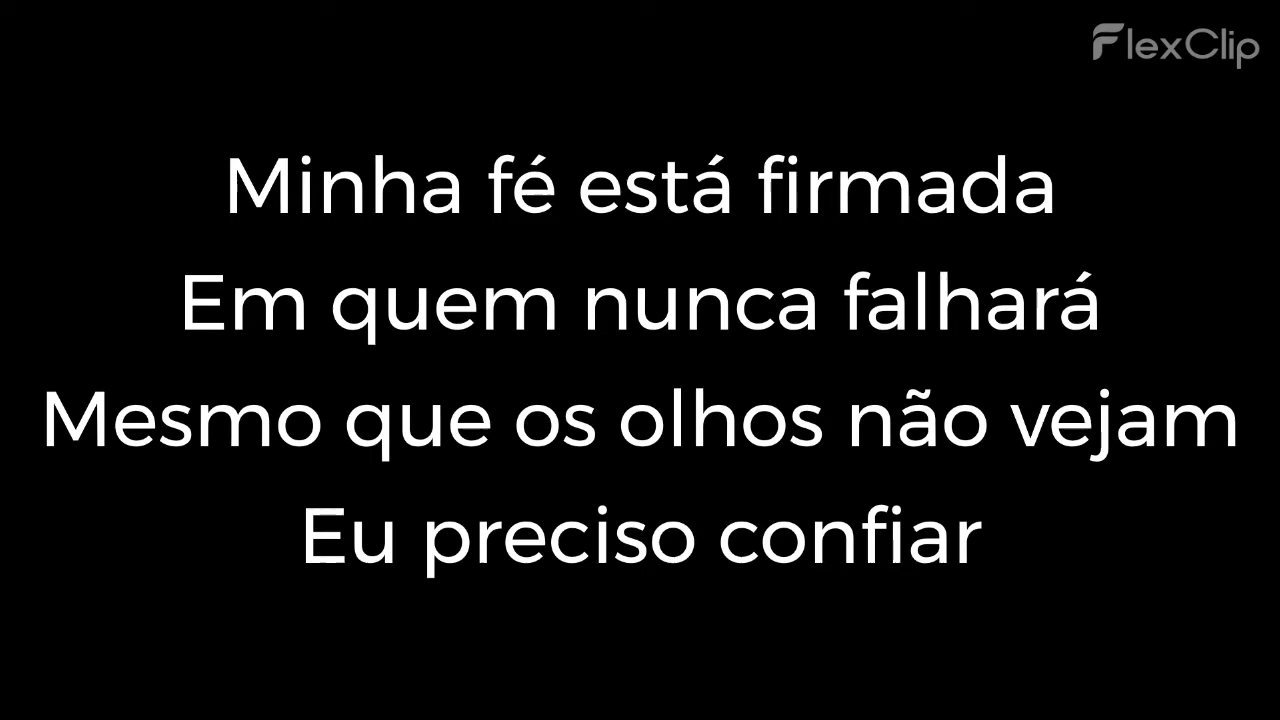 FlexClip
Minha fé está firmada
Em quem nunca falhará
Mesmo que os olhos não vejam
Eu preciso confiar